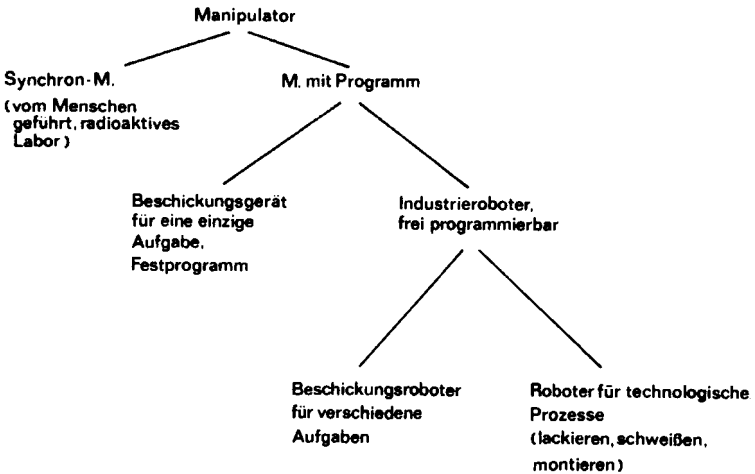 Manipulator
Synchron-M.
(vom Menschen
geführt, radioaktives
Labor)
M. mit Programm
Beschickungsgerät
für eine einzige
Aufgabe,
Festprogramm
Industrieroboter,
frei programmierbar
Beschickungsroboter
für verschiedene
Aufgaben
Roboter für technologische
Prozesse
(lackieren, schweißen,
montieren)